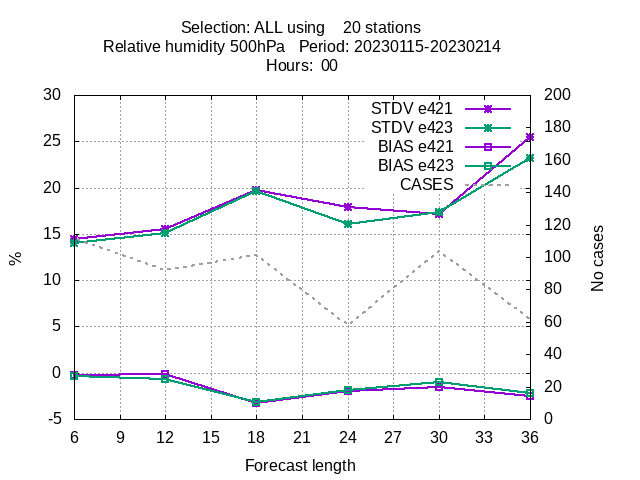 Selection: ALL using    20 stations
Relative humidity 500hPa   Period: 20230115-20230214
Hours:  00
30 200
STDV e421
STDV e423
BIAS e421
BIAS e423
CASES
25 180
20 160
15 140
10 120
5 100
0 80
-5 60
40
20
0
%
No cases
6 9 12 15 18 21 24 27 30 33 36
Forecast length